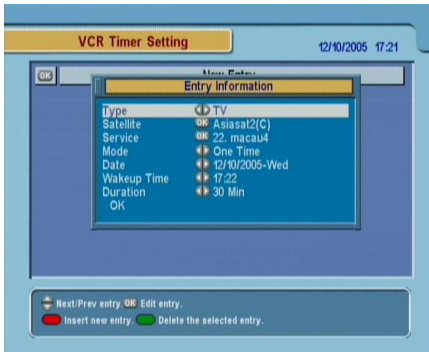 VCR Timer Setting
12/10/2005 17:21
OK New Entry
Entry Information
Type TV
Satellite OK Asiasat2(C)
Service OK 22. macau4
Mode One Time
Date 12/10/2005-Wed
Wakeup Time 17:22
Duration 30 Min
OK
Next/Prev entry, OK Edit entry.
Insert new entry. Delete the selected entry.